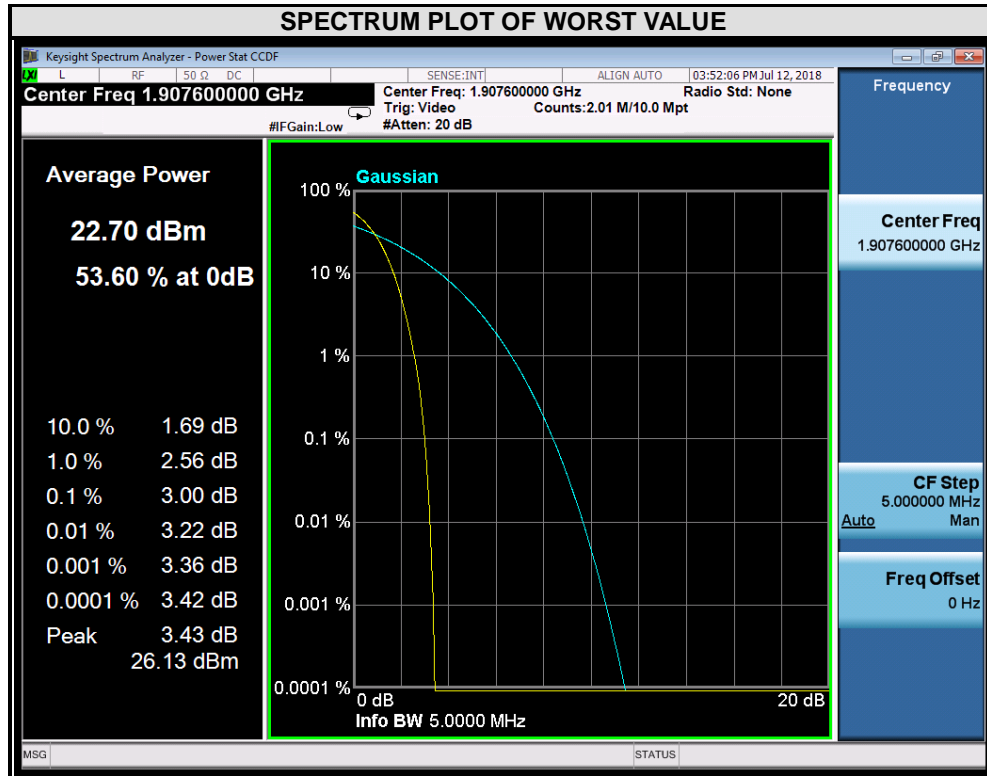 SPECTRUM PLOT OF WORST VALUE
Keysight Spectrum Analyzer - Power Stat CCDF
LXI L RF 50 Ω DC SENSE:INT ALIGN AUTO 03:52:06 PM Jul 12, 2018
Center Freq 1.907600000 GHz
Center Freq: 1.907600000 GHz Radio Std: None
Trig: Video Counts:2.01 M/10.0 Mpt
#IFGain:Low #Atten: 20 dB
Frequency
Average Power
22.70 dBm
53.60 % at 0dB
10.0 % 1.69 dB
1.0 % 2.56 dB
0.1 % 3.00 dB
0.01 % 3.22 dB
0.001 % 3.36 dB
0.0001 % 3.42 dB
Peak 3.43 dB
26.13 dBm
Gaussian
100 %
10 %
1 %
0.1 %
0.01 %
0.001 %
0.0001 %
0 dB 20 dB
Info BW 5.0000 MHz
Center Freq
1.907600000 GHz
CF Step
5.000000 MHz
Auto Man
Freq Offset
0 Hz
MSG STATUS